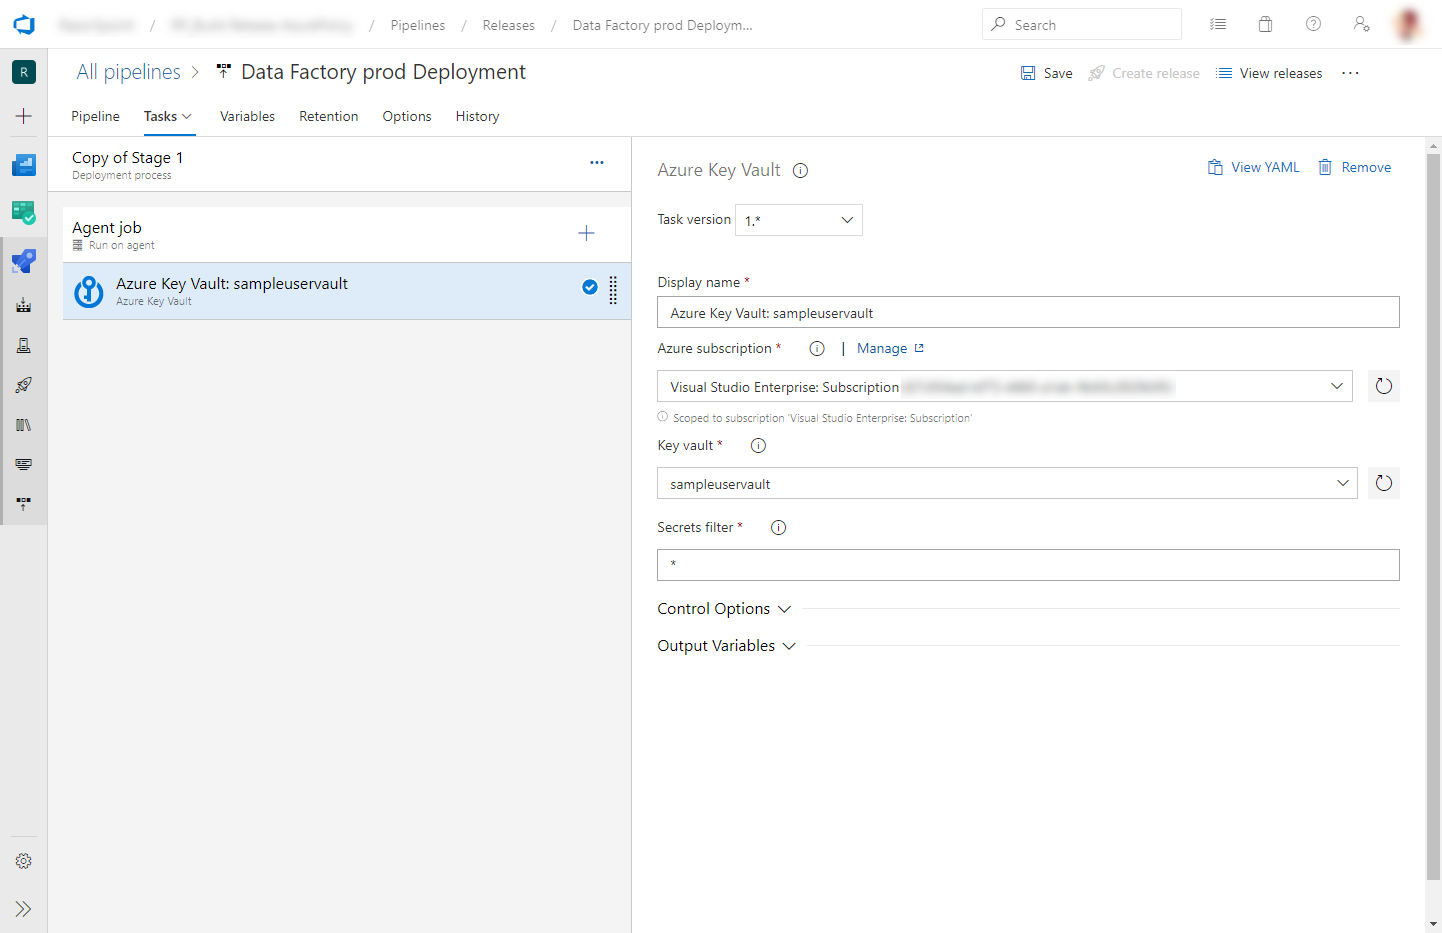 / / Pipelines / Releases / Data Factory prod Deploym...
Search
R
All pipelines > Data Factory prod Deployment
Save
Create release
View releases
...
Pipeline
Tasks
Variables
Retention
Options
History
Copy of Stage 1
Deployment process
...
Agent job
Run on agent
Azure Key Vault: sampleuservault
Azure Key Vault
Azure Key Vault
View YAML
Remove
Task version
1.*
Display name *
Azure Key Vault: sampleuservault
Azure subscription * | Manage
Visual Studio Enterprise: Subscription
Scoped to subscription 'Visual Studio Enterprise: Subscription'
Key vault *
sampleuservault
Secrets filter *
*
Control Options
Output Variables